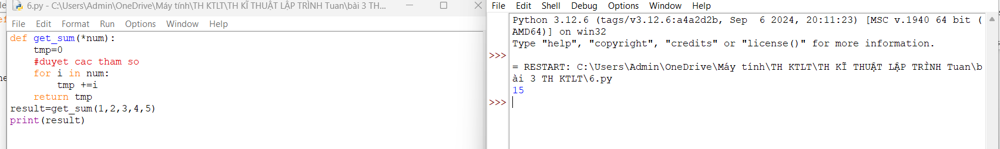 6.py - C:\Users\Admin\OneDrive\Máy tính\TH KTLT\TH KĨ THUẬT LẬP TRÌNH Tuan\bài 3 TH...
File Edit Format Run Options Window Help
def get_sum(*num):
    tmp=0
    #duyet cac tham so
    for i in num:
        tmp +=i
    return tmp
result=get_sum(1,2,3,4,5)
print(result)
File Edit Shell Debug Options Window Help
Python 3.12.6 (tags/v3.12.6:a4a2d2b, Sep  6 2024, 20:11:23) [MSC v.1940 64 bit (
AMD64)] on win32
Type "help", "copyright", "credits" or "license()" for more information.
>>>
= RESTART: C:\Users\Admin\OneDrive\Máy tính\TH KTLT\TH KĨ THUẬT LẬP TRÌNH Tuan\b
ài 3 TH KTLT\6.py
15
>>>